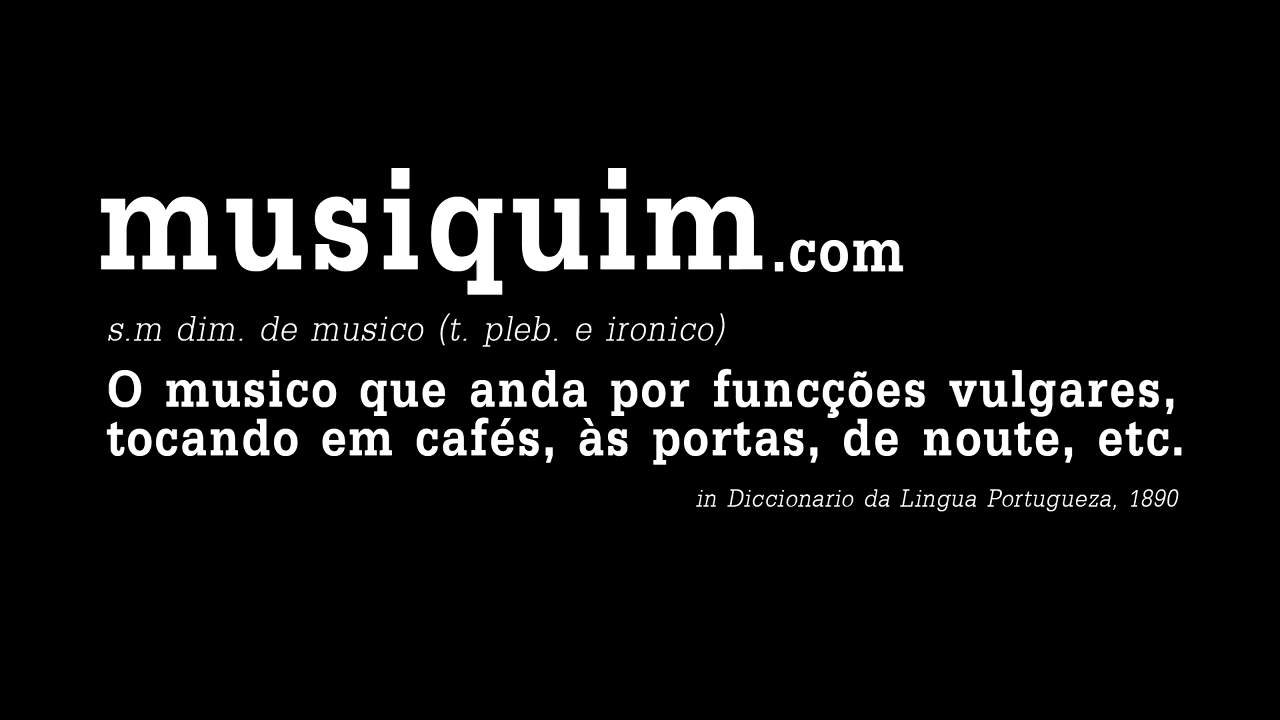 musiquim.com
s.m dim. de musico (t. pleb. e ironico)
O musico que anda por funcções vulgares,
tocando em cafés, às portas, de noute, etc.
in Diccionario da Lingua Portugueza, 1890